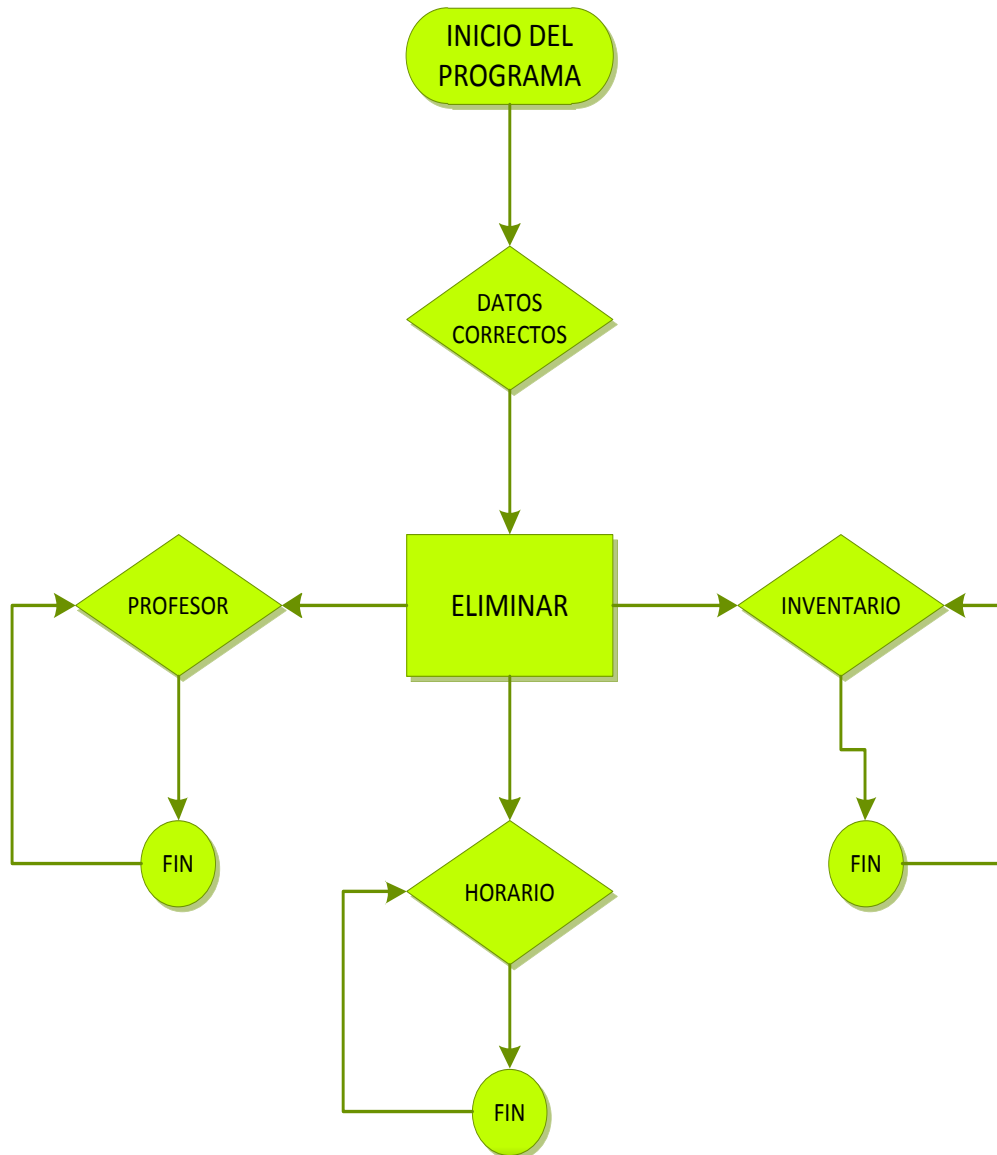 INICIO DEL
PROGRAMA
DATOS
CORRECTOS
PROFESOR
ELIMINAR
INVENTARIO
FIN
HORARIO
FIN
FIN